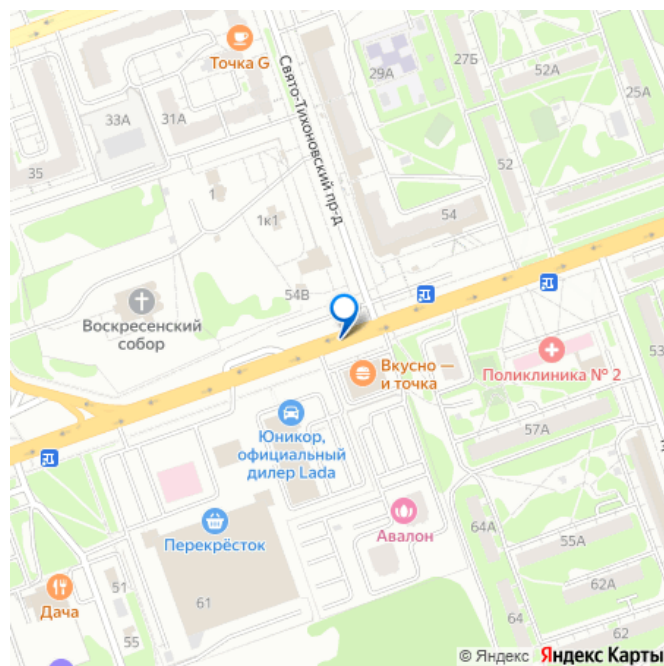 Точка G
Свято-Тихоновский пр-д
29А
27Б
52А
25А
33А
31А
35
52
1
1к1
54
54В
Воскресенский
собор
Вкусно —
и точка
Поликлиника № 2
53
57А
Юникор,
официальный
дилер Lada
Перекрёсток
Авалон
64А
55А
51
61
62А
Дача
55
64
62
© Яндекс Яндекс Карты